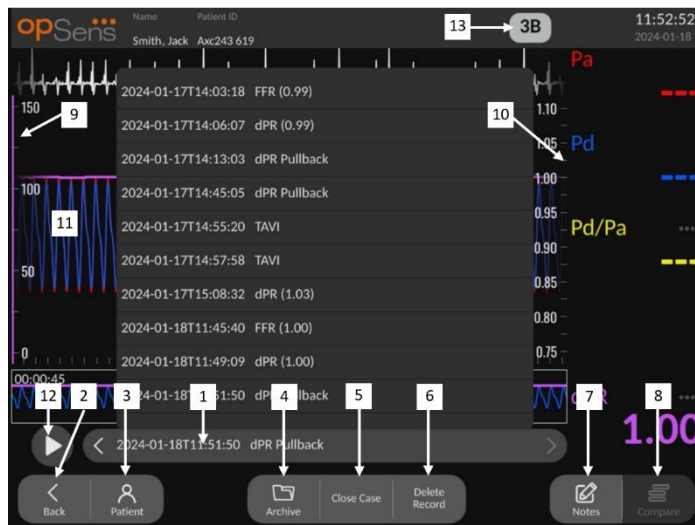 opSens
Name Patient ID
Smith, Jack Axc243 619
13
3B
11:52:52
2024-01-18
Pa
2024-01-17T14:03:18 FFR (0.99)
150
9
1.10
2024-01-17T14:06:07 dPR (0.99)
10
1.05
Pd
2024-01-17T14:13:03 dPR Pullback
1.00
100
2024-01-17T14:45:05 dPR Pullback
11
0.95
2024-01-17T14:55:20 TAVI
Pd/Pa
0.90
2024-01-17T14:57:58 TAVI
50
0.85
2024-01-17T15:08:32 dPR (1.03)
0.80
2024-01-18T11:45:40 FFR (1.00)
0
2024-01-18T11:49:09 dPR (1.00)
0.75
00:00:45
12 2 3 1 4 5 6 7 8
1.00
2024-01-18T11:51:50 dPR Pullback
Back
Patient
Archive
Close Case
Delete
Record
Notes
Compare